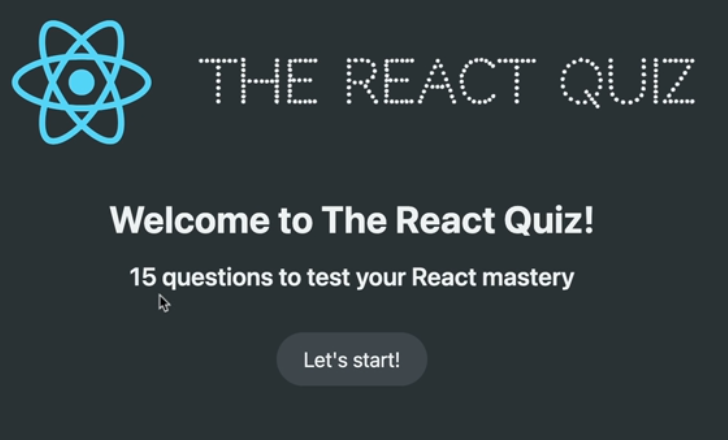 THE REACT QUIZ
Welcome to The React Quiz!
15 questions to test your React mastery
Let's start!